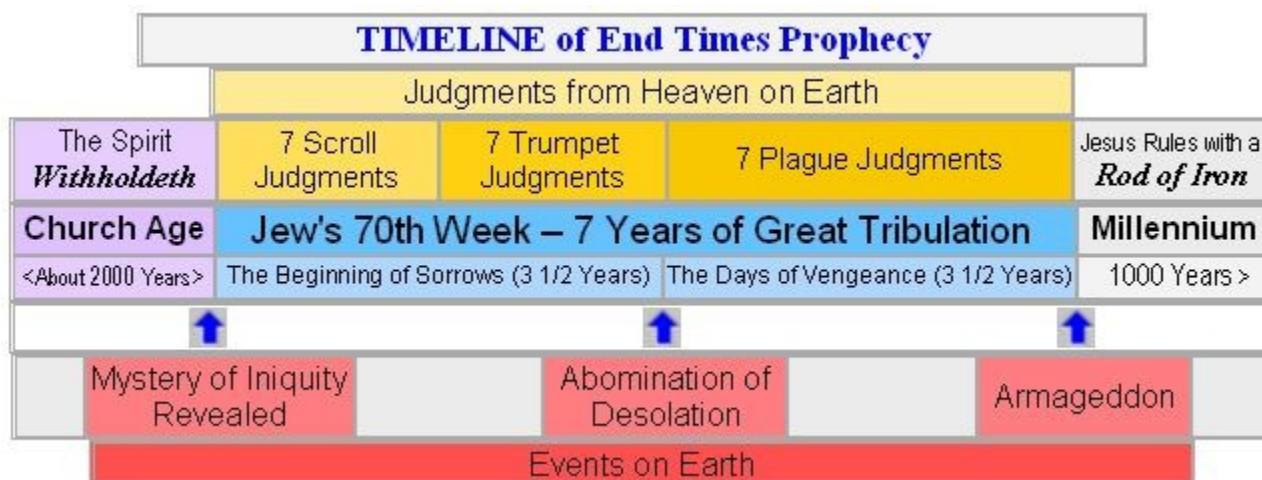 TIMELINE of End Times Prophecy
Judgments from Heaven on Earth
The Spirit
Withholdeth
7 Scroll
Judgments
7 Trumpet
Judgments
7 Plague Judgments
Jesus Rules with a
Rod of Iron
Church Age
Jew's 70th Week – 7 Years of Great Tribulation
Millennium
<About 2000 Years>
The Beginning of Sorrows (3 1/2 Years)
The Days of Vengeance (3 1/2 Years)
1000 Years >
Mystery of Iniquity
Revealed
Abomination of
Desolation
Armageddon
Events on Earth